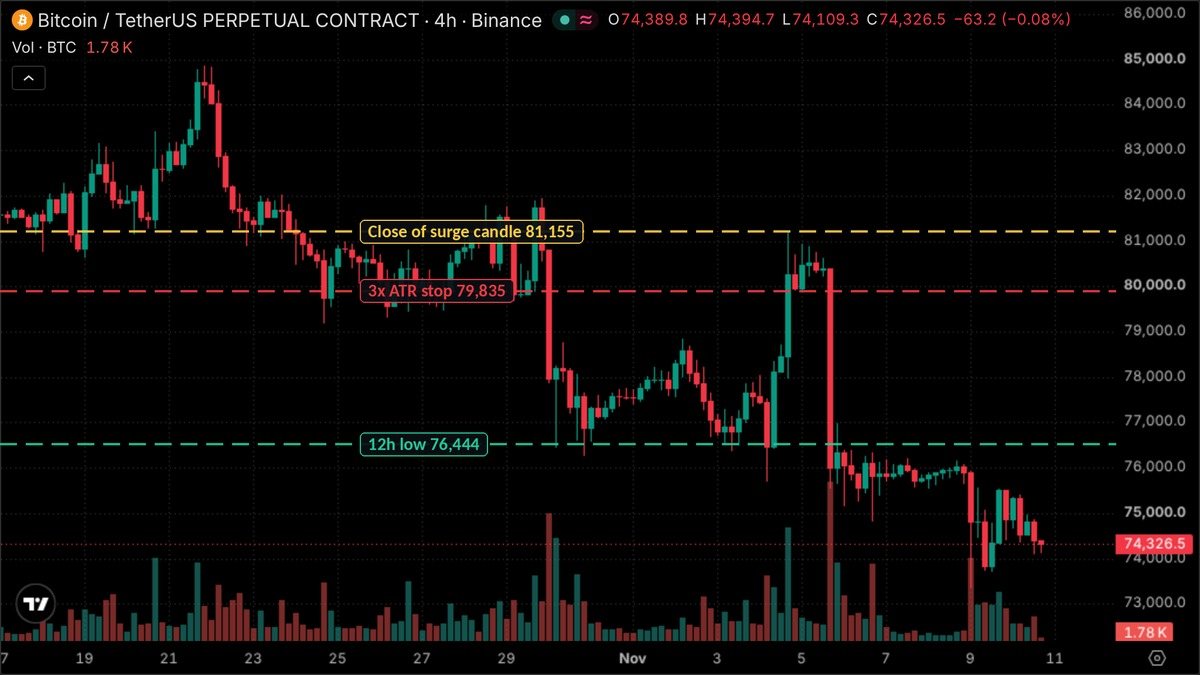 Bitcoin / TetherUS PERPETUAL CONTRACT · 4h · Binance O74,389.8 H74,394.7 L74,109.3 C74,326.5 −63.2 (−0.08%)
Vol · BTC 1.78 K
86,000.0
85,000.0
84,000.0
83,000.0
82,000.0
Close of surge candle 81,155
81,000.0
3x ATR stop 79,835
80,000.0
79,000.0
78,000.0
77,000.0
12h low 76,444
76,000.0
75,000.0
74,326.5
74,000.0
73,000.0
1.78 K
7 19 21 23 25 27 29 Nov 3 5 7 9 11